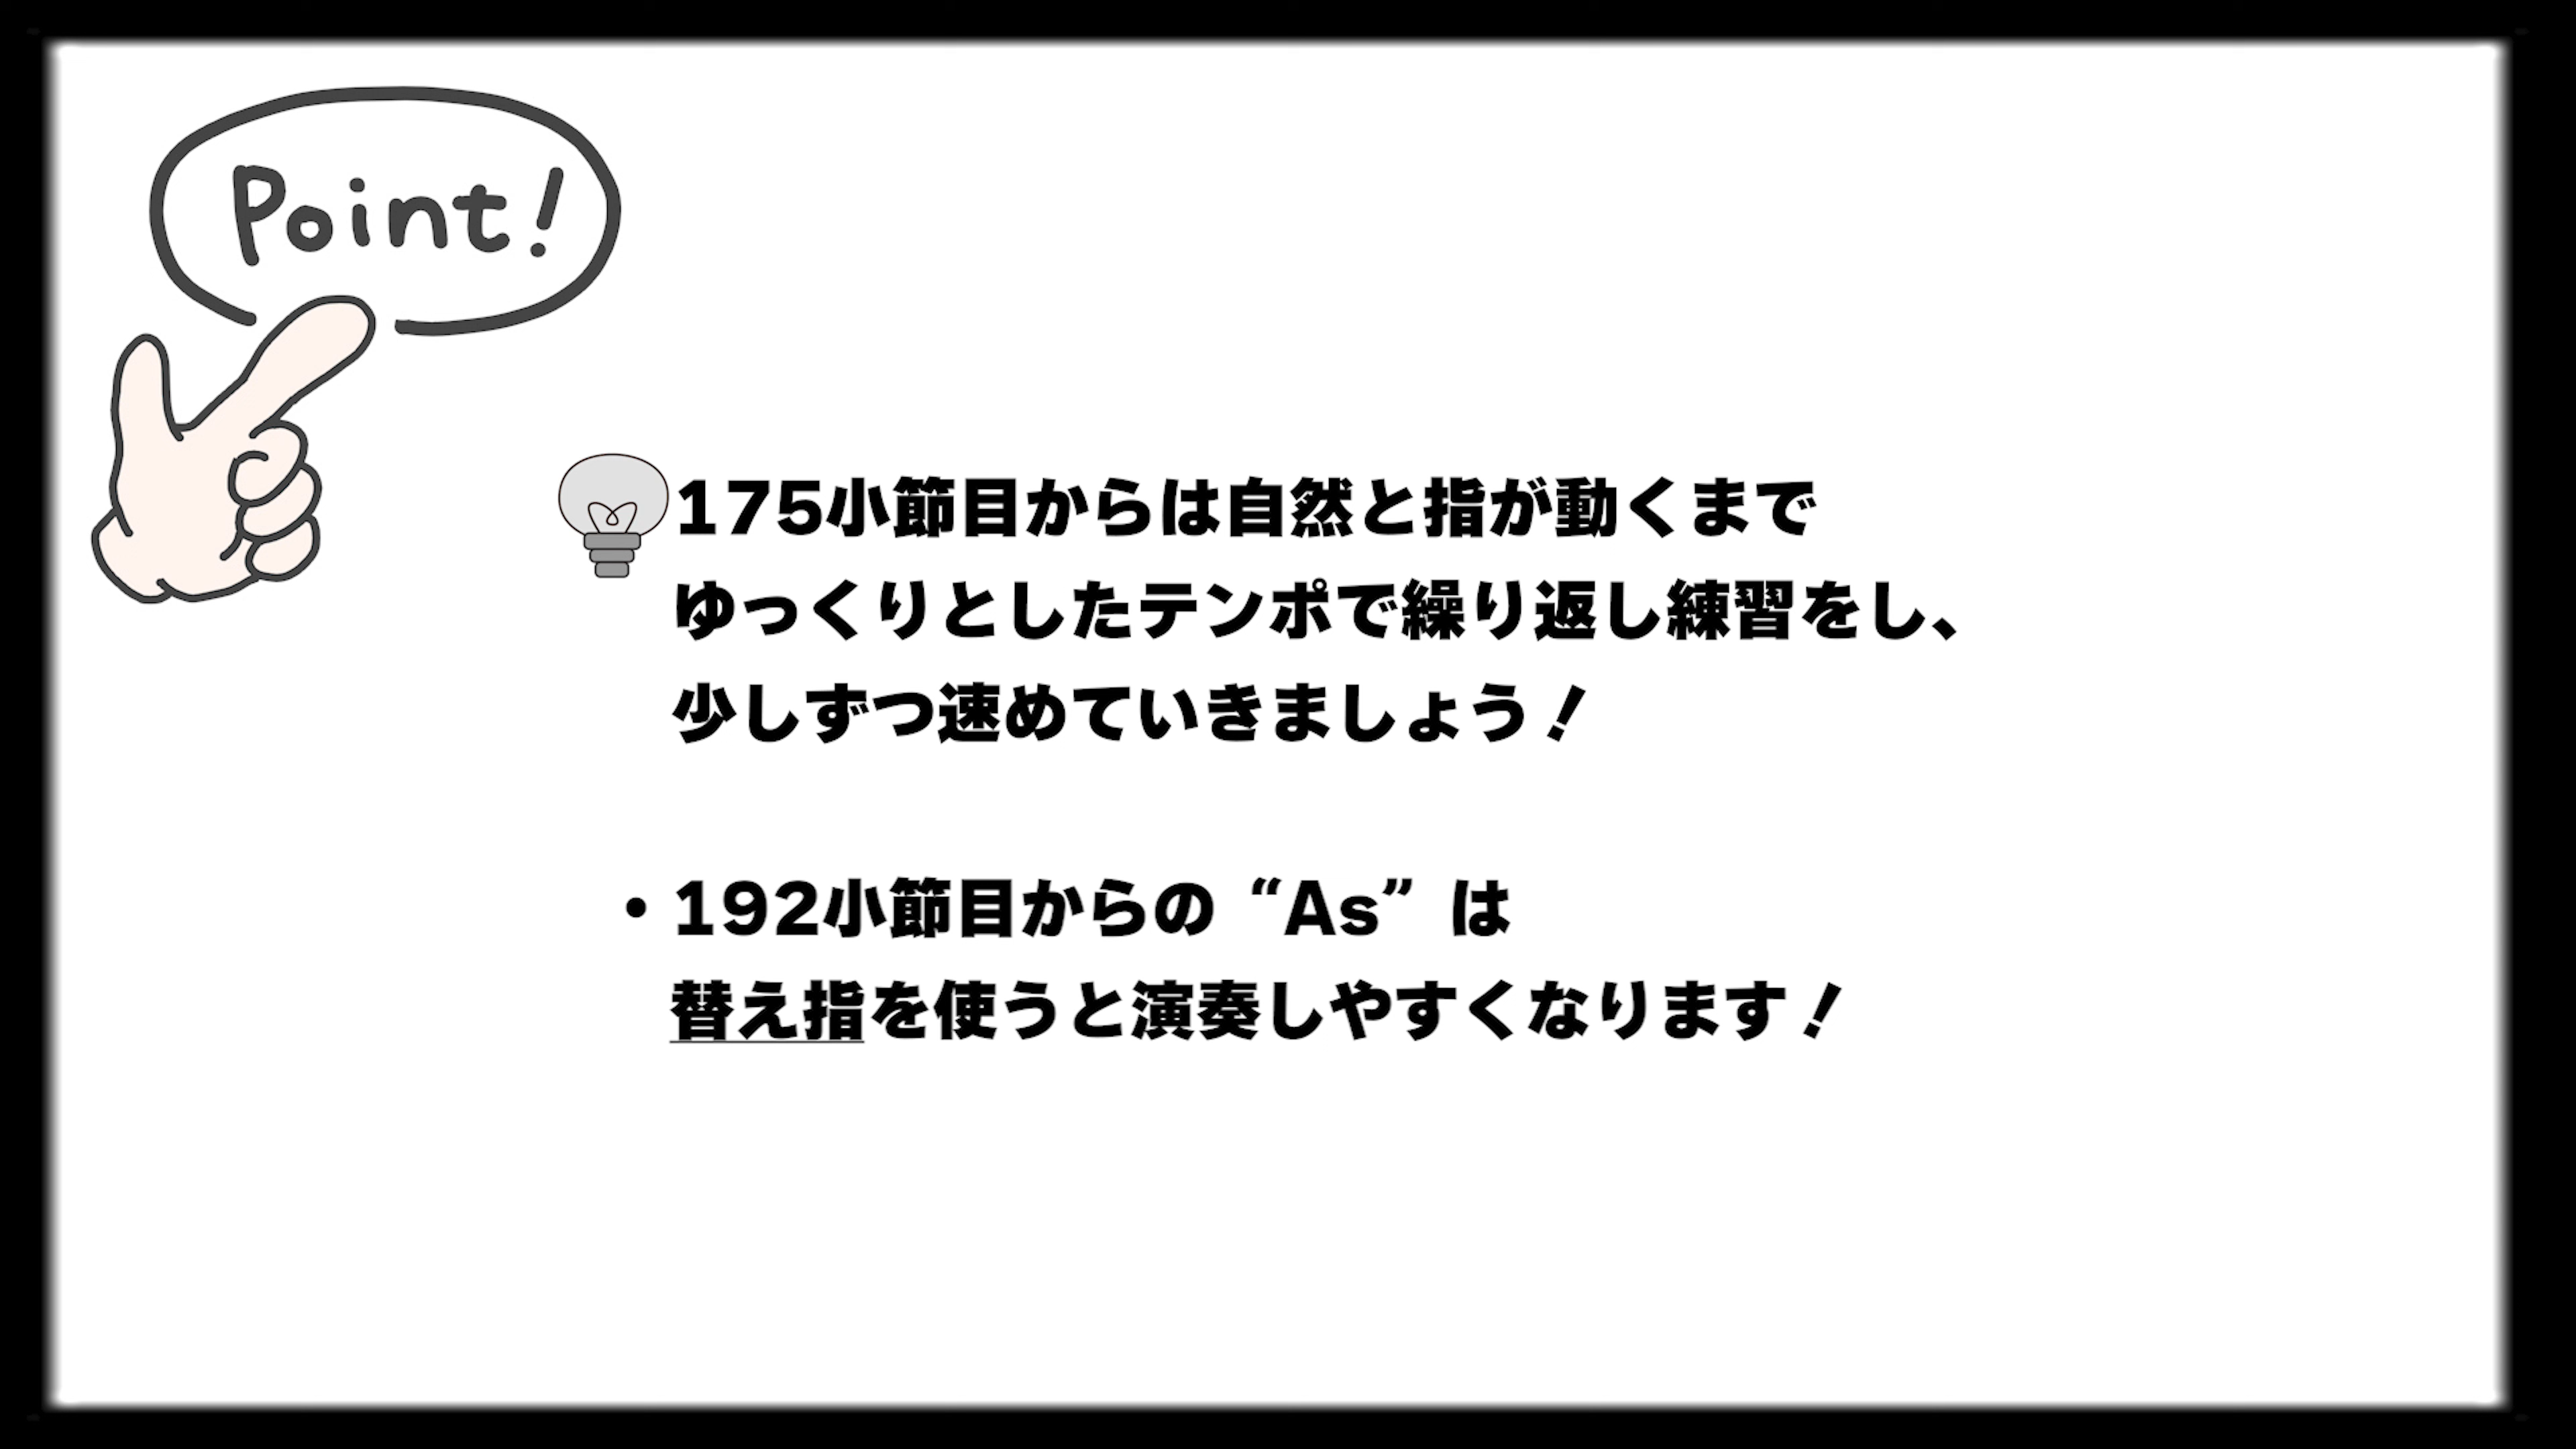 Point!
175小節目からは自然と指が動くまで
ゆっくりとしたテンポで繰り返し練習をし、
少しずつ速めていきましょう！
・192小節目からの“As”は
替え指を使うと演奏しやすくなります！